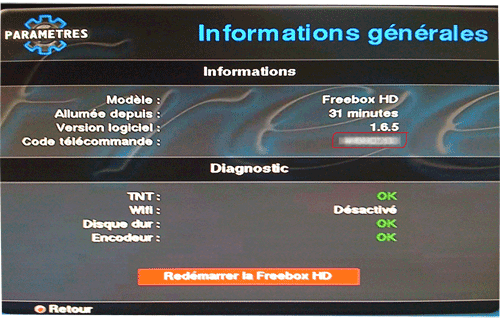 PARAMETRES
Informations générales
Informations
Modèle : Freebox HD
Allumée depuis : 31 minutes
Version logiciel : 1.6.5
Code télécommande :
Diagnostic
TNT : OK
Wifi : Désactivé
Disque dur : OK
Encodeur : OK
Redémarrer la Freebox HD
Retour